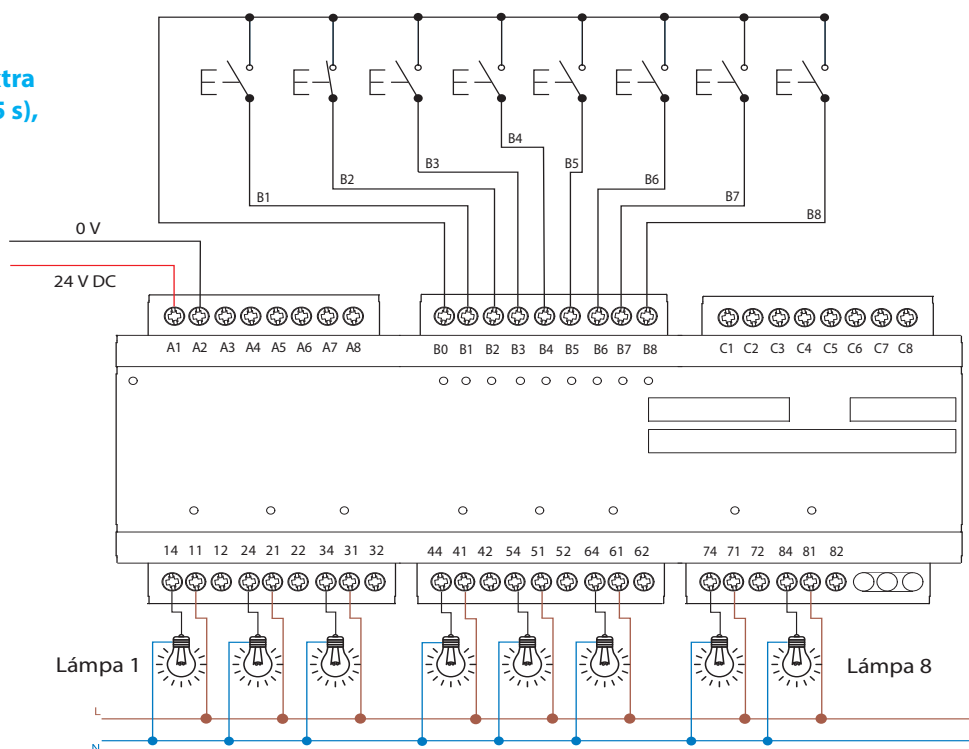 xtra
5 s),
B4
B3
B5
B2
B6
B1
B7
B8
0 V
24 V DC
A1 A2 A3 A4 A5 A6 A7 A8
B0 B1 B2 B3 B4 B5 B6 B7 B8
C1 C2 C3 C4 C5 C6 C7 C8
14 11 12 24 21 22 34 31 32
44 41 42 54 51 52 64 61 62
74 71 72 84 81 82
Lámpa 1
Lámpa 8
L
N